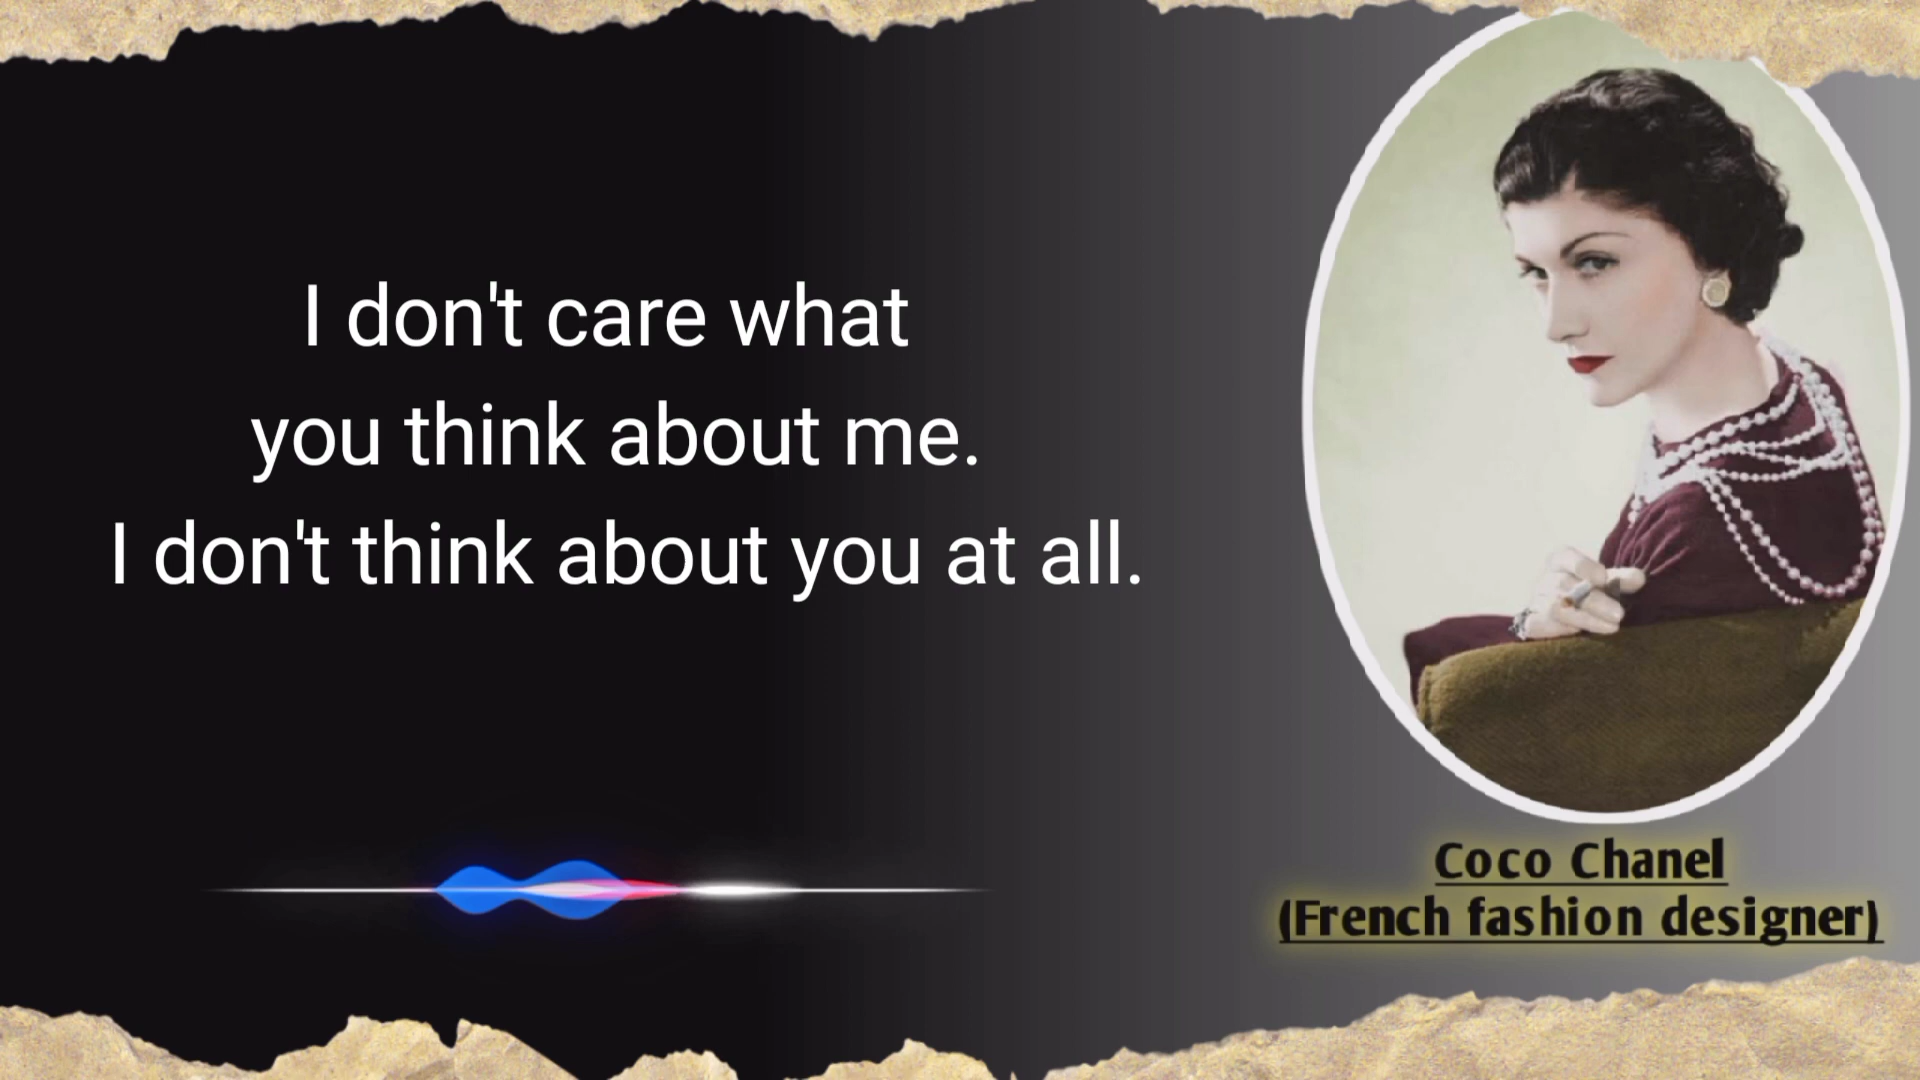 I don't care what
you think about me.
I don't think about you at all.
Coco Chanel
(French fashion designer)